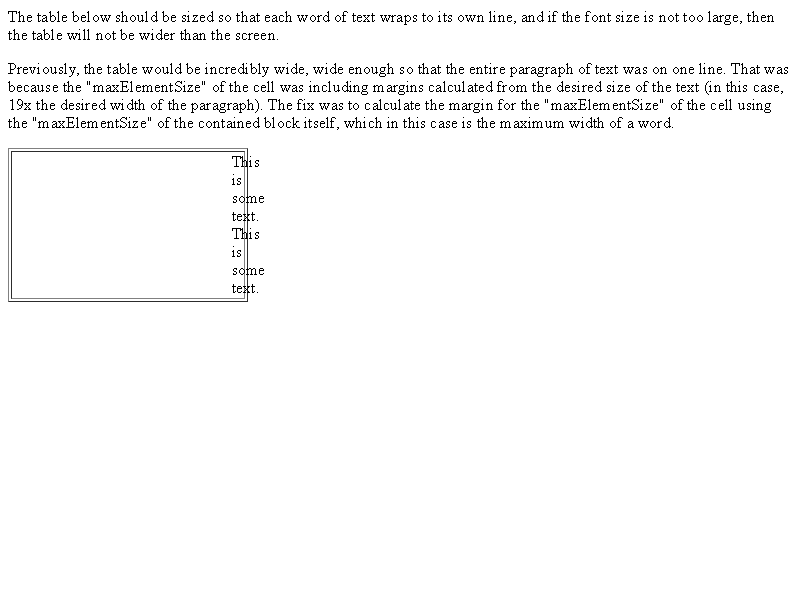 The table below should be sized so that each word of text wraps to its own line, and if the font size is not too large, then
the table will not be wider than the screen.
Previously, the table would be incredibly wide, wide enough so that the entire paragraph of text was on one line. That was
because the "maxElementSize" of the cell was including margins calculated from the desired size of the text (in this case,
19x the desired width of the paragraph). The fix was to calculate the margin for the "maxElementSize" of the cell using
the "maxElementSize" of the contained block itself, which in this case is the maximum width of a word.
This
is
some
text.
This
is
some
text.